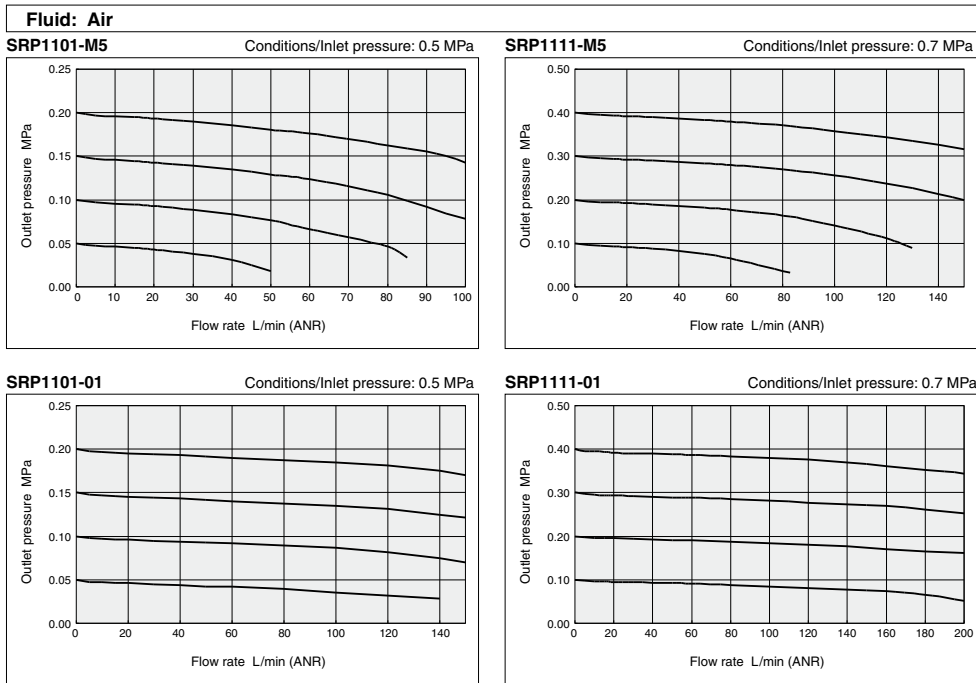 Fluid: Air
SRP1101-M5 Conditions/Inlet pressure: 0.5 MPa
Outlet pressure MPa
0.25
0.20
0.15
0.10
0.05
0.00
0 10 20 30 40 50 60 70 80 90 100
Flow rate L/min (ANR)
SRP1111-M5 Conditions/Inlet pressure: 0.7 MPa
Outlet pressure MPa
0.50
0.40
0.30
0.20
0.10
0.00
0 20 40 60 80 100 120 140
Flow rate L/min (ANR)
SRP1101-01 Conditions/Inlet pressure: 0.5 MPa
Outlet pressure MPa
0.25
0.20
0.15
0.10
0.05
0.00
0 20 40 60 80 100 120 140
Flow rate L/min (ANR)
SRP1111-01 Conditions/Inlet pressure: 0.7 MPa
Outlet pressure MPa
0.50
0.40
0.30
0.20
0.10
0.00
0 20 40 60 80 100 120 140 160 180 200
Flow rate L/min (ANR)